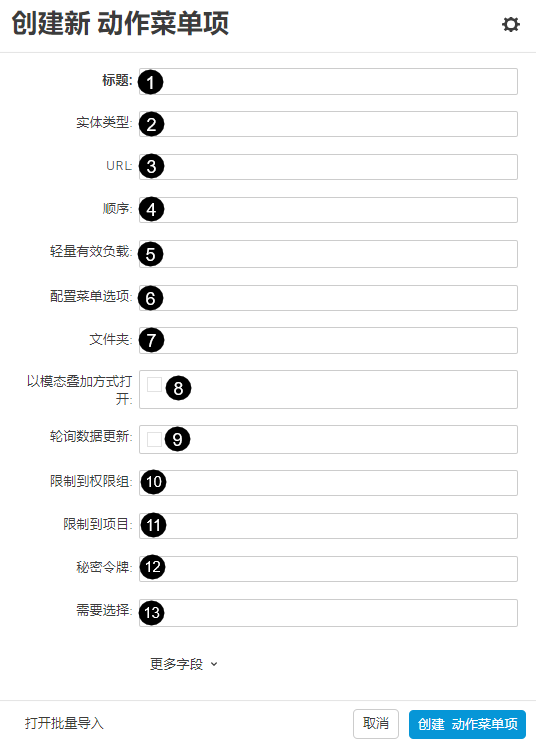 创建新 动作菜单项
标题: 1
实体类型: 2
URL: 3
顺序: 4
轻量有效负载: 5
配置菜单选项: 6
文件夹: 7
以模态叠加方式打
开: 8
轮询数据更新: 9
限制到权限组: 10
限制到项目: 11
秘密令牌: 12
需要选择: 13
更多字段
打开批量导入 取消 创建 动作菜单项